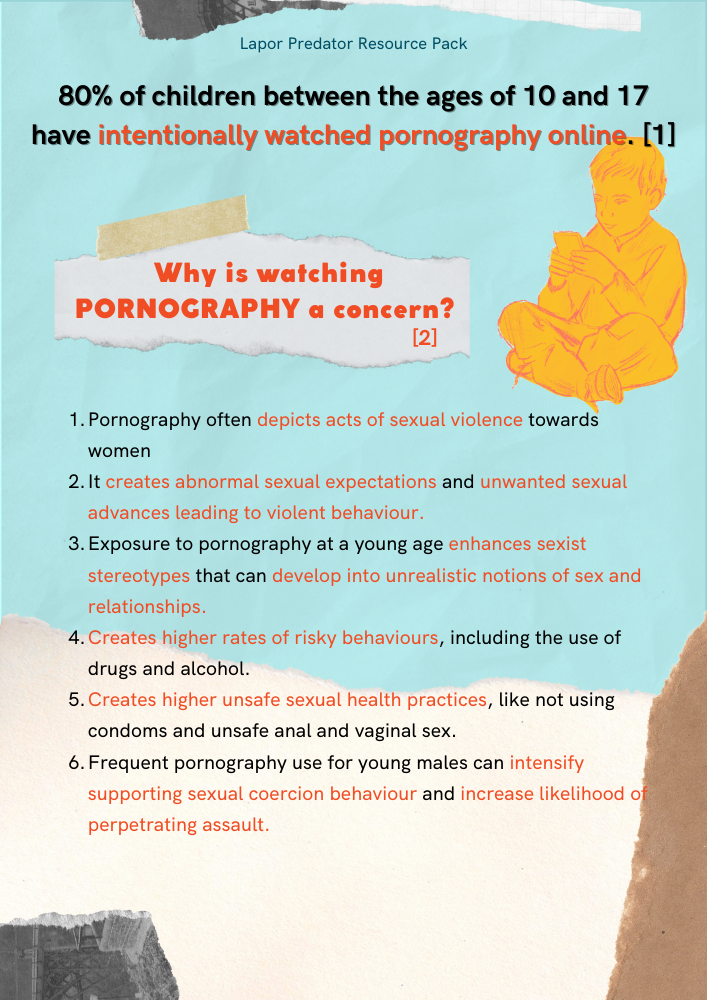 Lapor Predator Resource Pack
80% of children between the ages of 10 and 17
have intentionally watched pornography online. [1]
Why is watching
PORNOGRAPHY a concern?
[2]
1. Pornography often depicts acts of sexual violence towards
women
2. It creates abnormal sexual expectations and unwanted sexual
advances leading to violent behaviour.
3. Exposure to pornography at a young age enhances sexist
stereotypes that can develop into unrealistic notions of sex and
relationships.
4. Creates higher rates of risky behaviours, including the use of
drugs and alcohol.
5. Creates higher unsafe sexual health practices, like not using
condoms and unsafe anal and vaginal sex.
6. Frequent pornography use for young males can intensify
supporting sexual coercion behaviour and increase likelihood of
perpetrating assault.